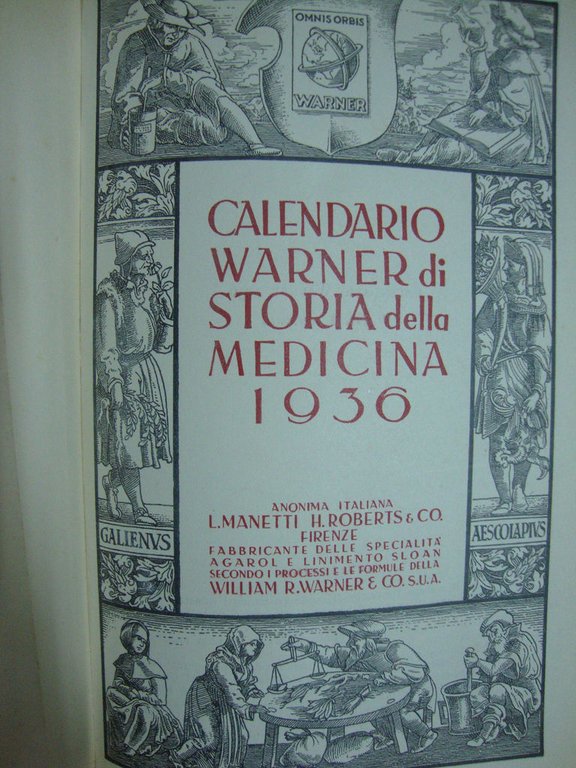 OMNIS ORBIS
WARNER
CALENDARIO
WARNER di
STORIA della
MEDICINA
1936
ANONIMA ITALIANA
L.MANETTI H.ROBERTS & CO.
FIRENZE
FABBRICANTE DELLE SPECIALITA'
AGAROL E LINIMENTO SLOAN
SECONDO I PROCESSI E LE FORMULE DELLA
WILLIAM R.WARNER & CO. S.U.A.
GALIENVS
AESCOLAPIVS